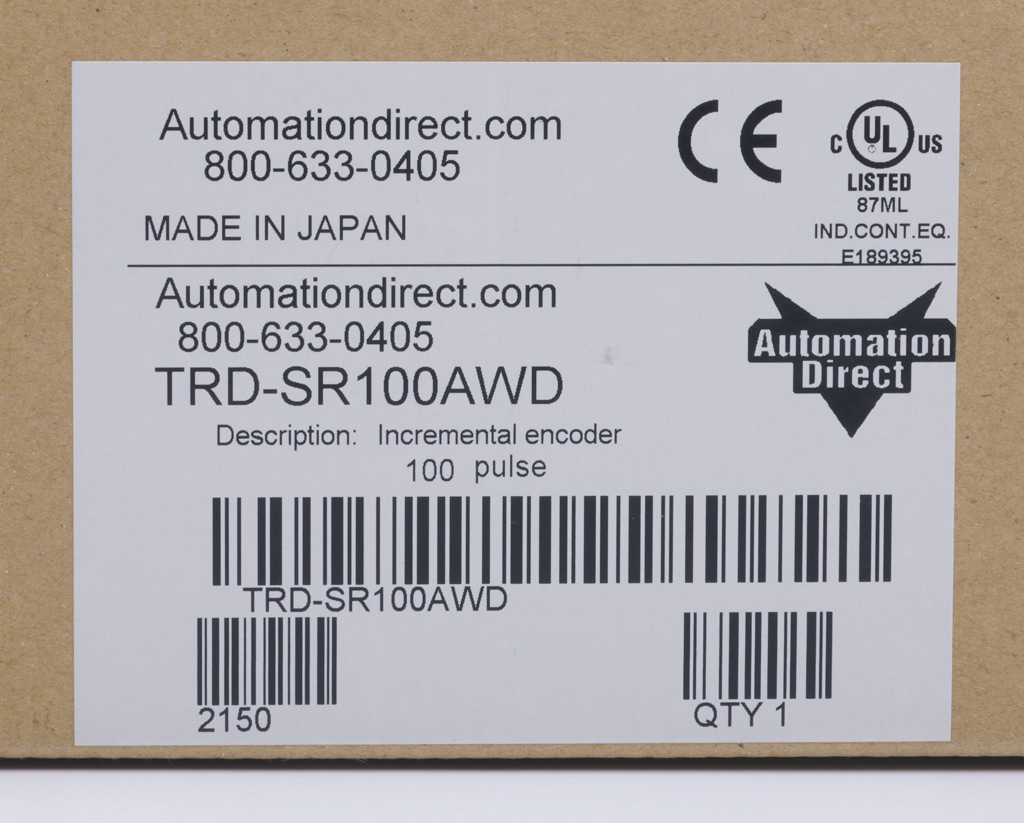 Automationdirect.com
800-633-0405
MADE IN JAPAN
CE
C UL US
LISTED
87ML
IND.CONT.EQ.
E189395
Automationdirect.com
800-633-0405
TRD-SR100AWD
Description: Incremental encoder
100 pulse
Automation
Direct
TRD-SR100AWD
2150
QTY 1